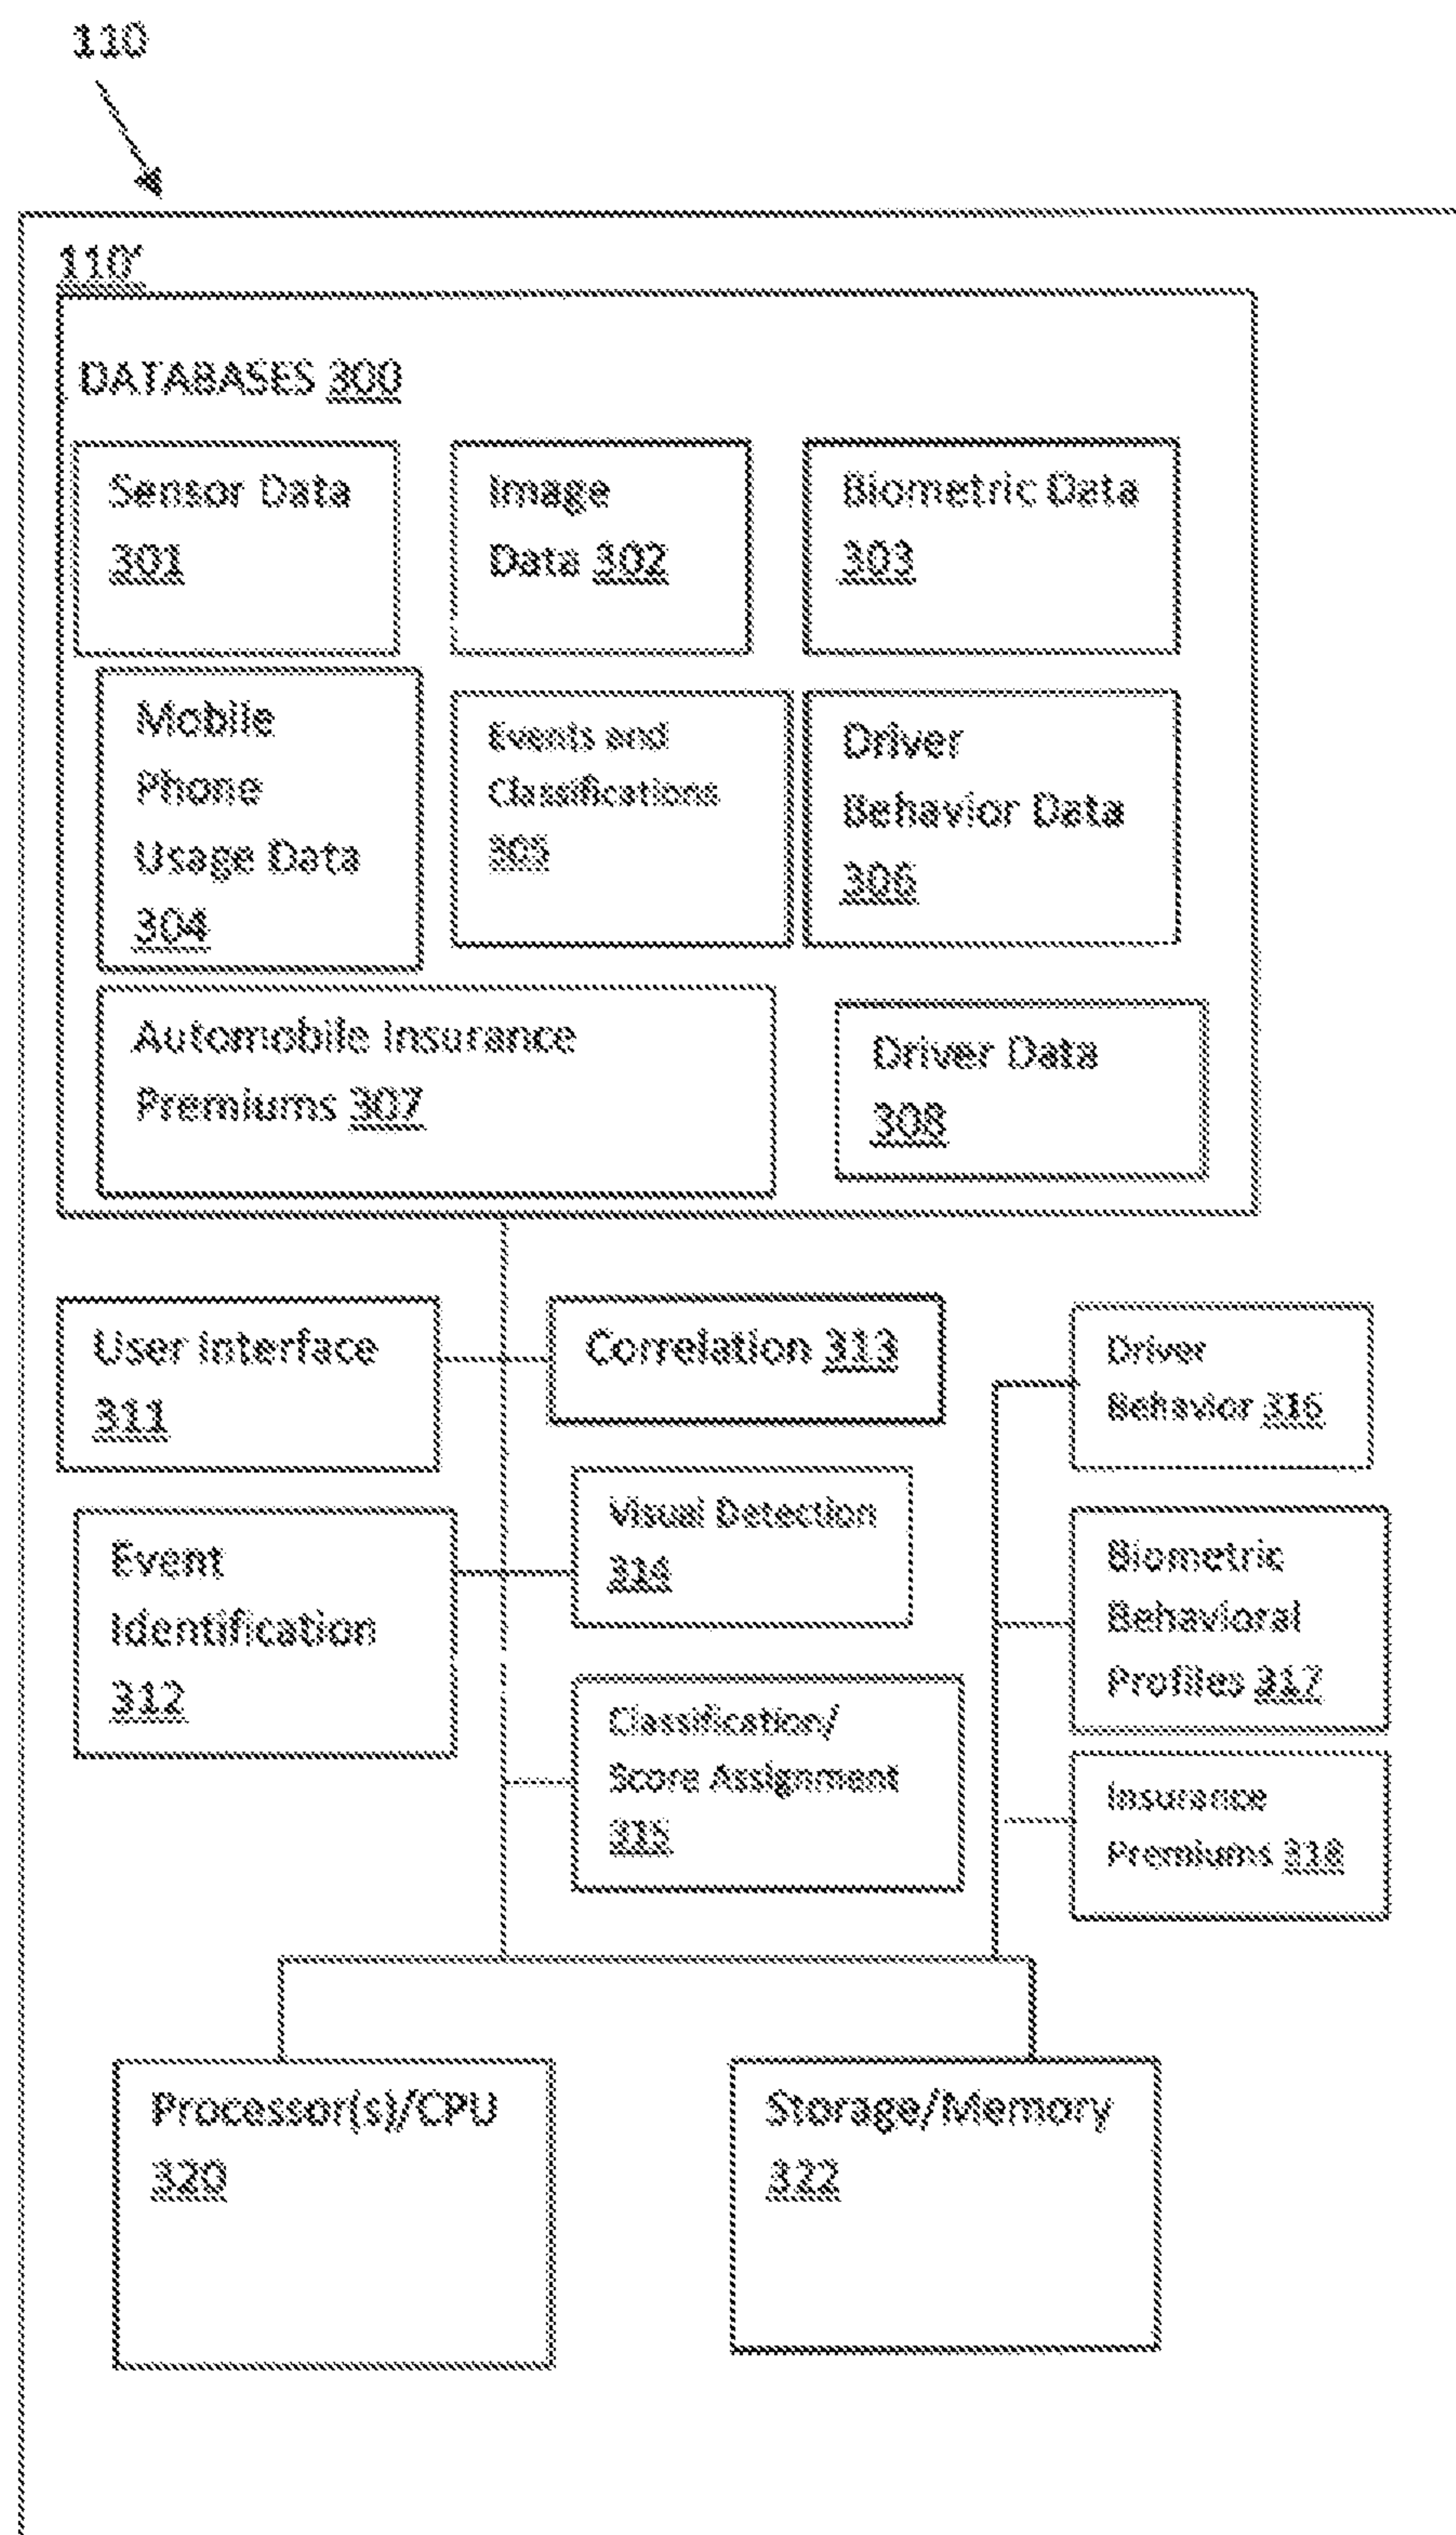 110
110'
DATABASES 300
Sensor Data
301
Image
Data 302
Biometric Data
303
Mobile
Phone
Usage Data
304
Events and
Classifications
305
Driver
Behavior Data
306
Automobile Insurance
Premiums 307
Driver Data
308
User Interface
311
Correlation 313
Driver
Behavior 316
Event
Identification
312
Visual Detection
314
Biometric
Behavioral
Profiles 317
Classification/
Score Assignment
315
Insurance
Premiums 318
Processor(s)/CPU
320
Storage/Memory
322